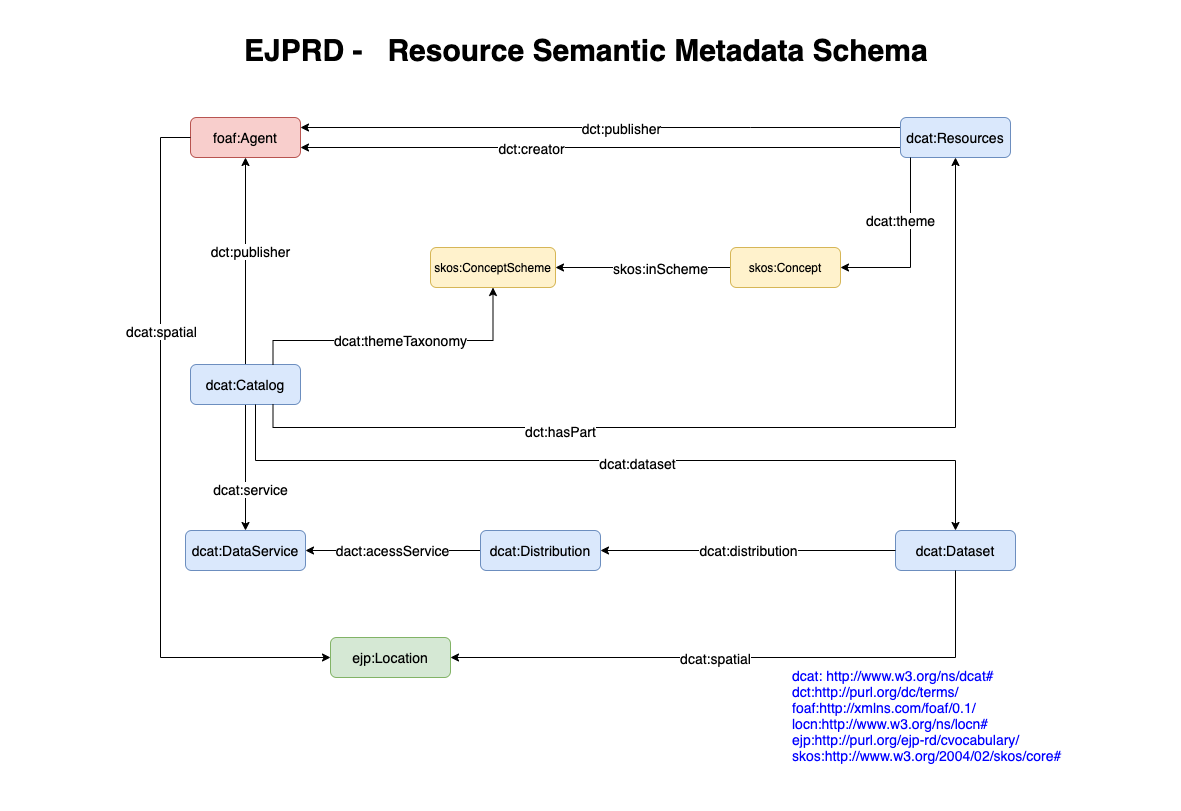 EJPRD - Resource Semantic Metadata Schema
foaf:Agent
dct:publisher
dcat:Resources
dct:creator
dcat:theme
dct:publisher
skos:ConceptScheme
skos:inScheme
skos:Concept
dcat:spatial
dcat:themeTaxonomy
dcat:Catalog
dct:hasPart
dcat:dataset
dcat:service
dcat:DataService
dact:acessService
dcat:Distribution
dcat:distribution
dcat:Dataset
ejp:Location
dcat:spatial
dcat: http://www.w3.org/ns/dcat#
dct:http://purl.org/dc/terms/
foaf:http://xmlns.com/foaf/0.1/
locn:http://www.w3.org/ns/locn#
ejp:http://purl.org/ejp-rd/cvocabulary/
skos:http://www.w3.org/2004/02/skos/core#